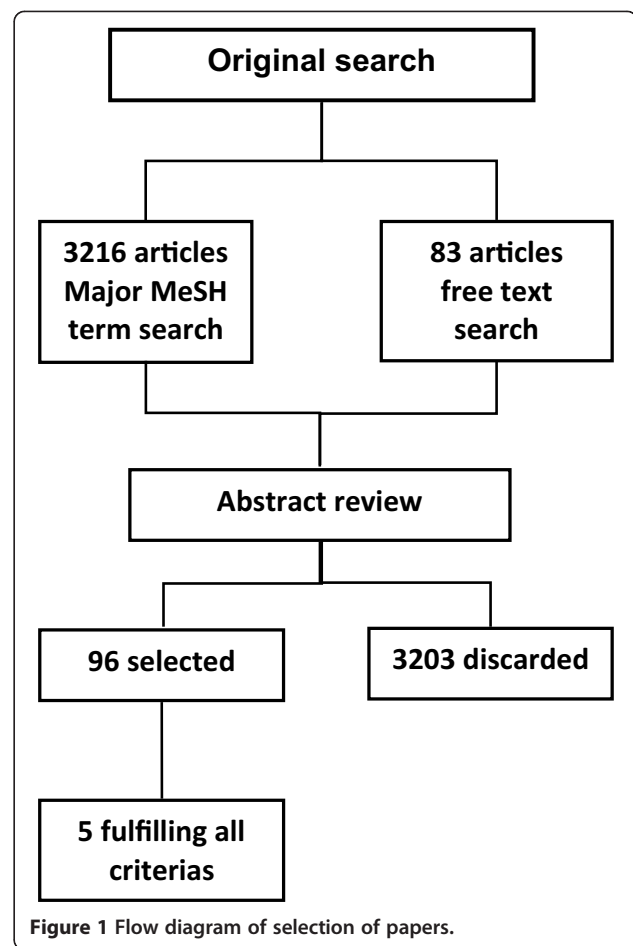 Original search
3216 articles
Major MeSH
term search
83 articles
free text
search
Abstract review
96 selected
3203 discarded
5 fulfilling all
criterias
Figure 1 Flow diagram of selection of papers.